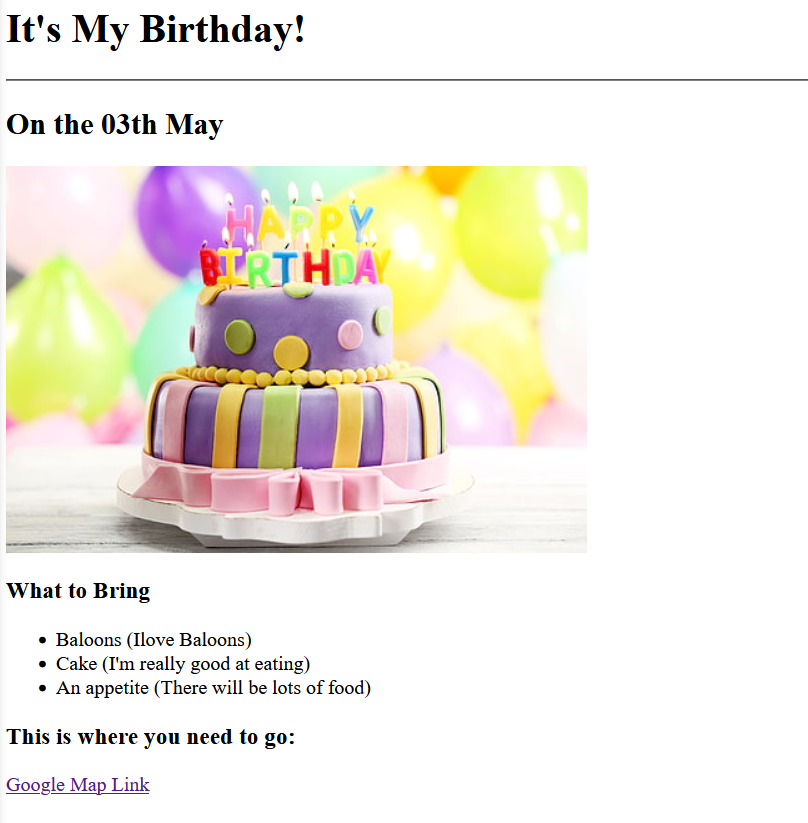 It's My Birthday!
On the 03th May
HAPPY
BIRTHDAY
What to Bring
Baloons (Ilove Baloons)
Cake (I'm really good at eating)
An appetite (There will be lots of food)
This is where you need to go:
Google Map Link